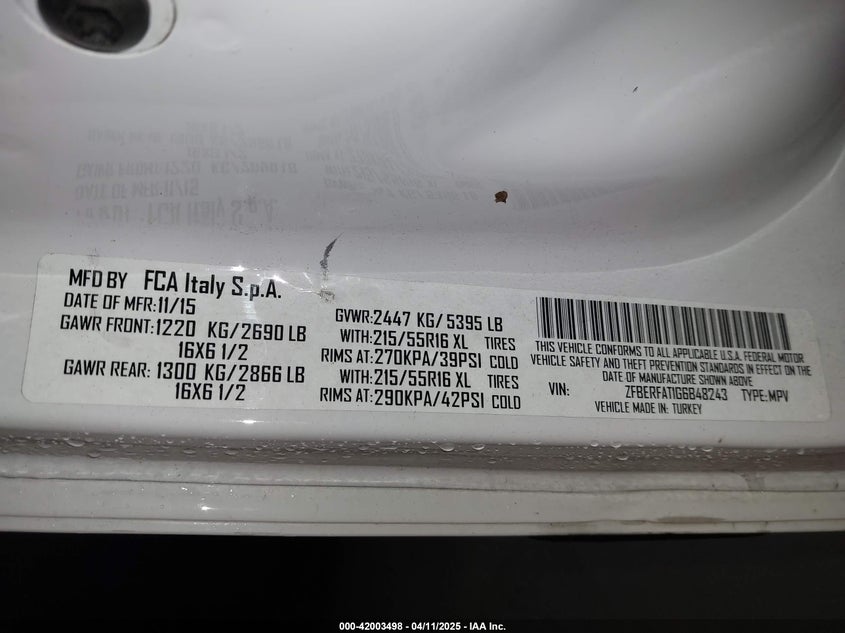 MFD BY FCA Italy S.p.A.
DATE OF MFR: 11/15
GAWR FRONT: 1220 KG/2690 LB
16X6 1/2
GAWR REAR: 1300 KG/2866 LB
16X6 1/2
GVWR: 2447 KG/ 5395 LB
WITH: 215/55R16 XL TIRES
RIMS AT: 270KPA/39PSI COLD
WITH: 215/55R16 XL TIRES
RIMS AT: 290KPA/42PSI COLD
THIS VEHICLE CONFORMS TO ALL APPLICABLE U.S.A. FEDERAL MOTOR
VEHICLE SAFETY AND THEFT PREVENTION STANDARDS IN EFFECT ON THE
DATE OF MANUFACTURE SHOWN ABOVE
VIN: ZFBERFAT1G6B48243 TYPE: MPV
VEHICLE MADE IN: TURKEY
000-42003498 - 04/11/2025 - IAA Inc.